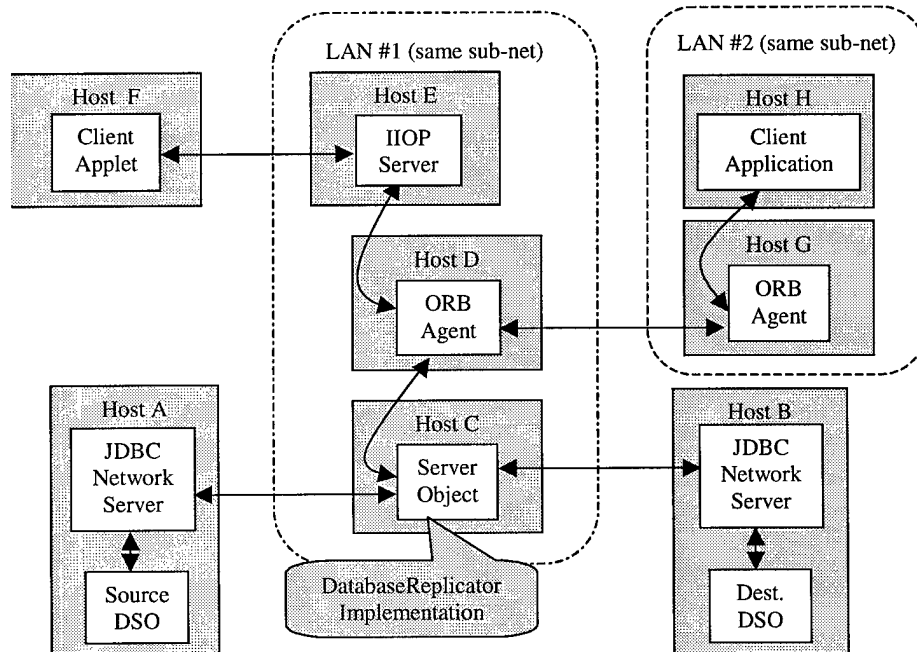 LAN #1 (same sub-net)
LAN #2 (same sub-net)
Host F
Client
Applet
Host E
IIOP
Server
Host H
Client
Application
Host D
ORB
Agent
Host G
ORB
Agent
Host A
JDBC
Network
Server
Source
DSO
Host C
Server
Object
DatabaseReplicator
Implementation
Host B
JDBC
Network
Server
Dest.
DSO